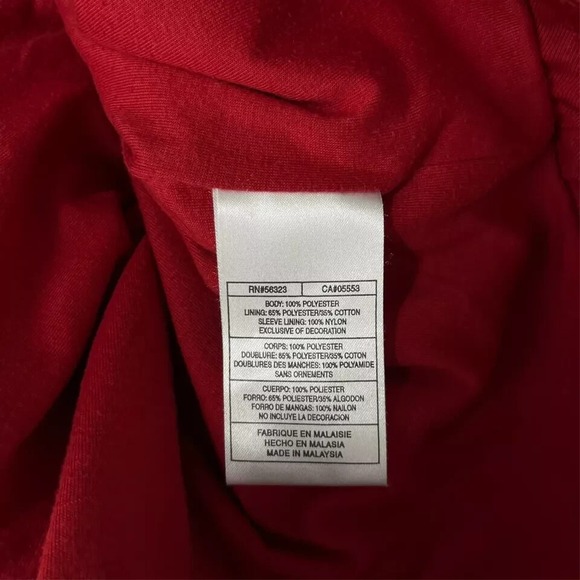 RN#56323 CA#05553
BODY: 100% POLYESTER
LINING: 65% POLYESTER/35% COTTON
SLEEVE LINING: 100% NYLON
EXCLUSIVE OF DECORATION
CORPS: 100% POLYESTER
DOUBLURE: 65% POLYESTER/35% COTON
DOUBLURES DES MANCHES: 100% POLYAMIDE
SANS ORNEMENTS
CUERPO: 100% POLIESTER
FORRO: 65% POLIESTER/35% ALGODON
FORRO DE MANGAS: 100% NAILON
NO INCLUYE LA DECORACION
FABRIQUE EN MALAISIE
HECHO EN MALASIA
MADE IN MALAYSIA